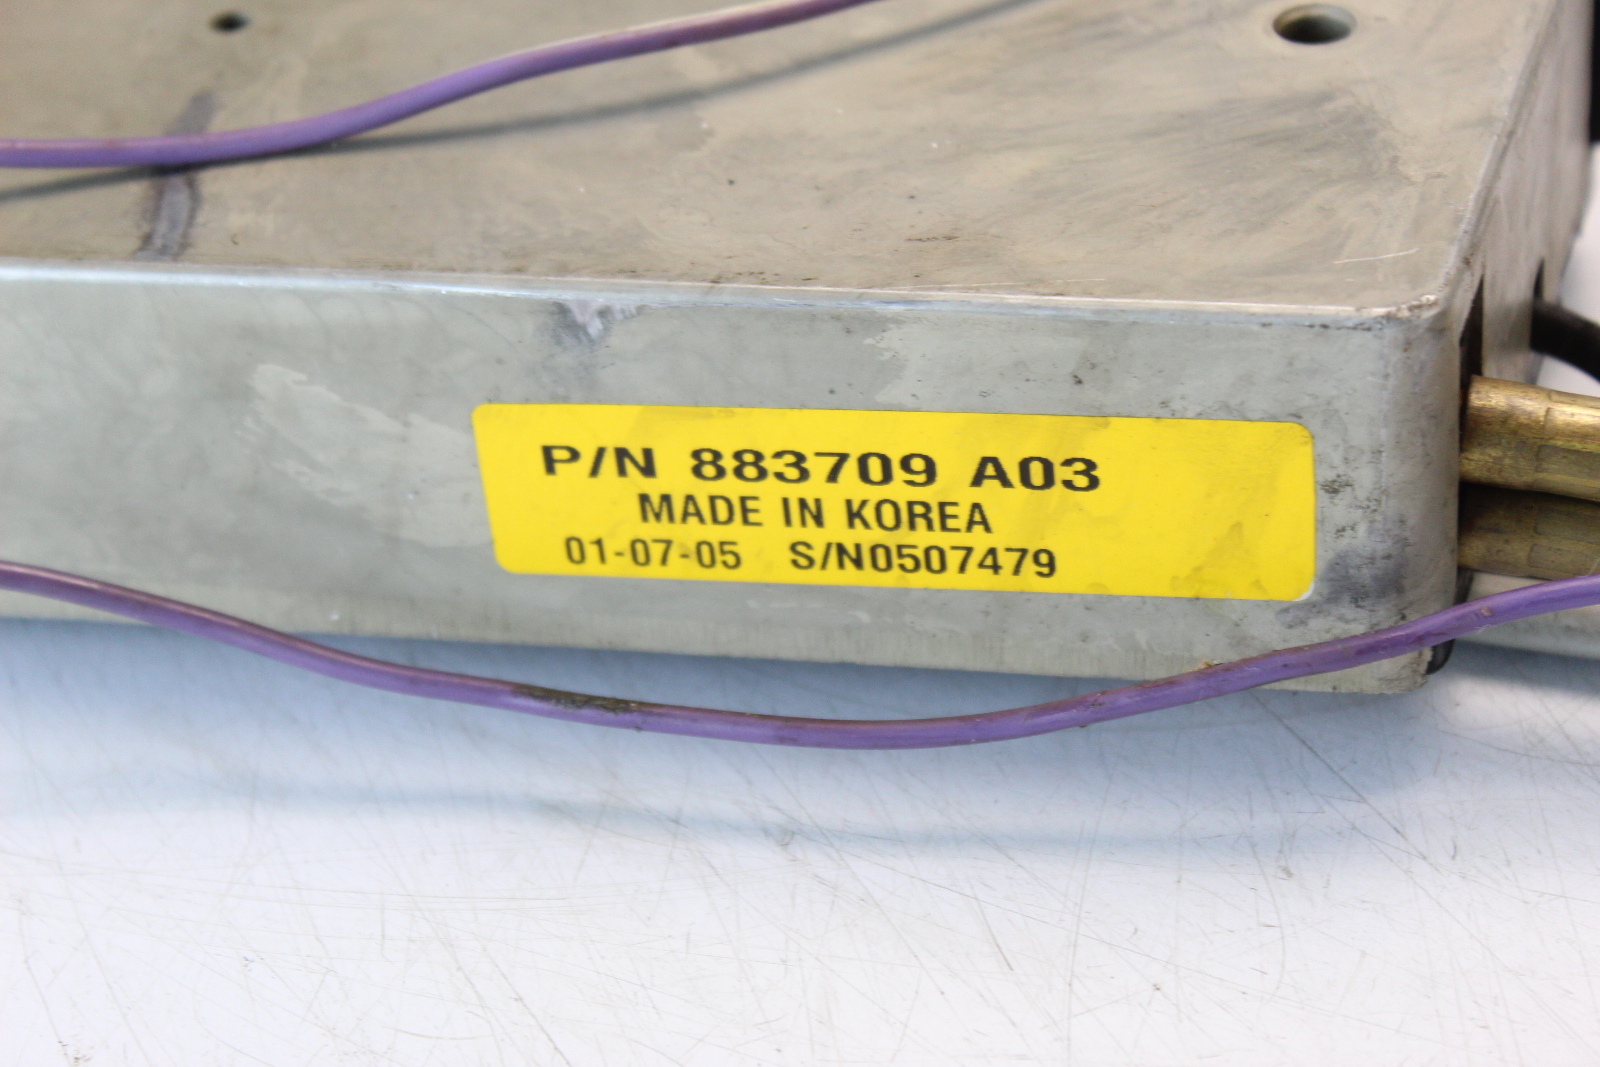 P/N 883709 A03
MADE IN KOREA
01-07-05 S/N0507479